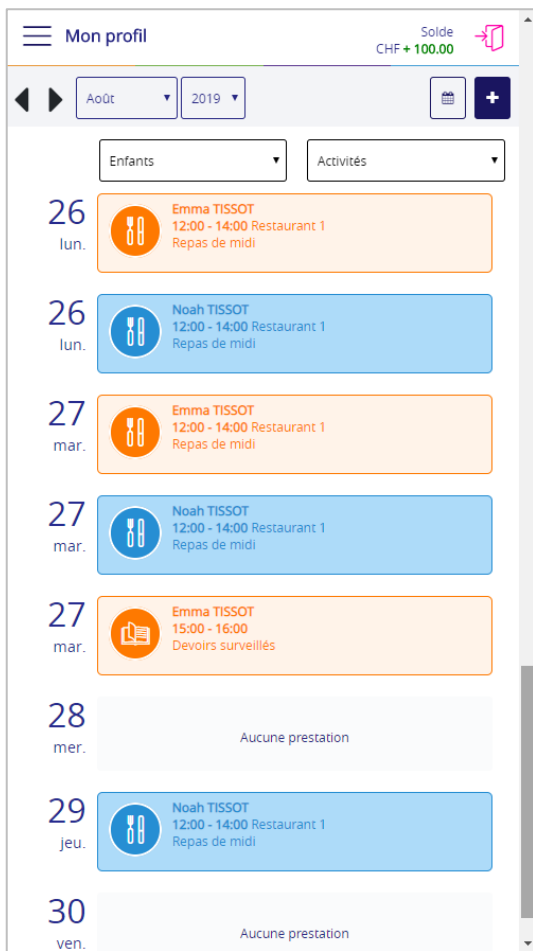 Mon profil
Solde
CHF + 100.00
Août
2019
Enfants
Activités
26
lun.
Emma TISSOT
12:00 - 14:00 Restaurant 1
Repas de midi
26
lun.
Noah TISSOT
12:00 - 14:00 Restaurant 1
Repas de midi
27
mar.
Emma TISSOT
12:00 - 14:00 Restaurant 1
Repas de midi
27
mar.
Noah TISSOT
12:00 - 14:00 Restaurant 1
Repas de midi
27
mar.
Emma TISSOT
15:00 - 16:00
Devoirs surveillés
28
mer.
Aucune prestation
29
jeu.
Noah TISSOT
12:00 - 14:00 Restaurant 1
Repas de midi
30
ven.
Aucune prestation